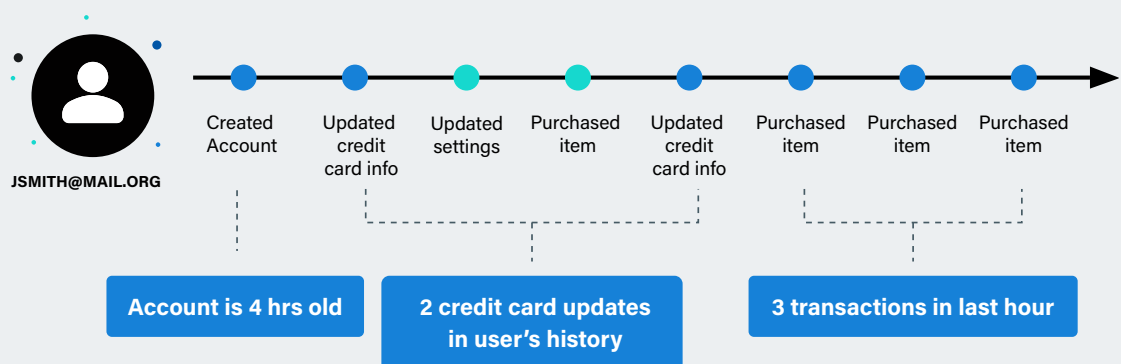 Created
Account
Updated
credit
card info
Updated
settings
Purchased
item
Updated
credit
card info
Purchased
item
Purchased
item
Purchased
item
JSMITH@MAIL.ORG
Account is 4 hrs old
2 credit card updates
in user’s history
3 transactions in last hour